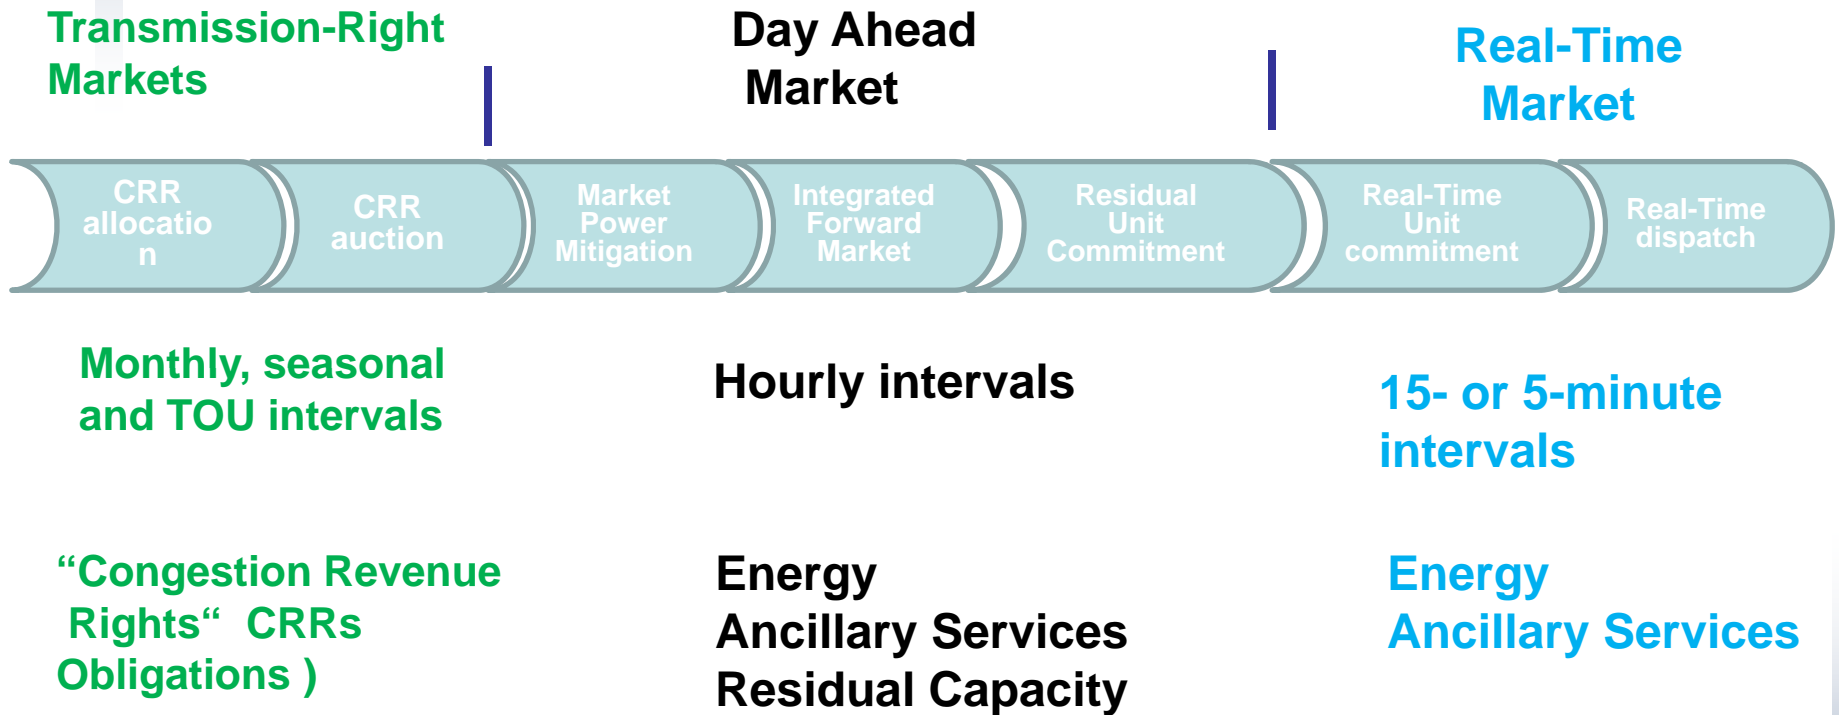 Transmission-Right
Markets
Day Ahead
Market
Real-Time
Market
CRR
allocatio
n
CRR
auction
Market
Power
Mitigation
Integrated
Forward
Market
Residual
Unit
Commitment
Real-Time
Unit
commitment
Real-Time
dispatch
Monthly, seasonal
and TOU intervals
Hourly intervals
15- or 5-minute
intervals
“Congestion Revenue
Rights“ CRRs
Obligations )
Energy
Ancillary Services
Residual Capacity
Energy
Ancillary Services